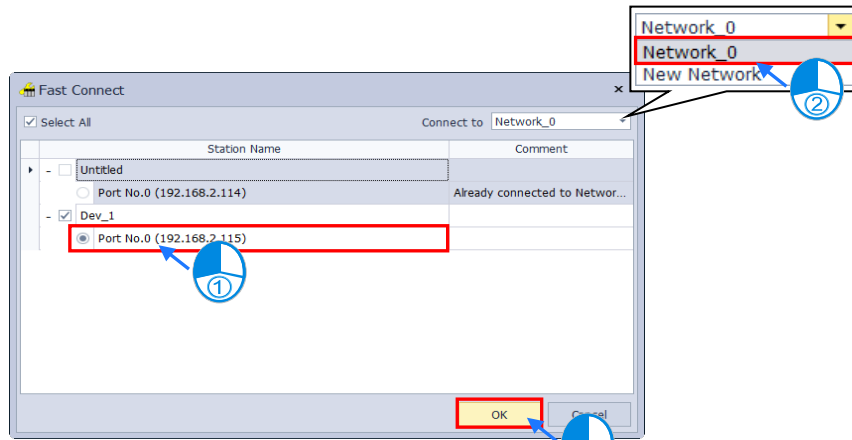 Network_0
Network_0
New Network
②
Fast Connect
Select All
Connect to Network_0
Station Name Comment
Untitled
Port No.0 (192.168.2.114) Already connected to Networ...
Dev_1
Port No.0 (192.168.2.115)
①
OK Cancel